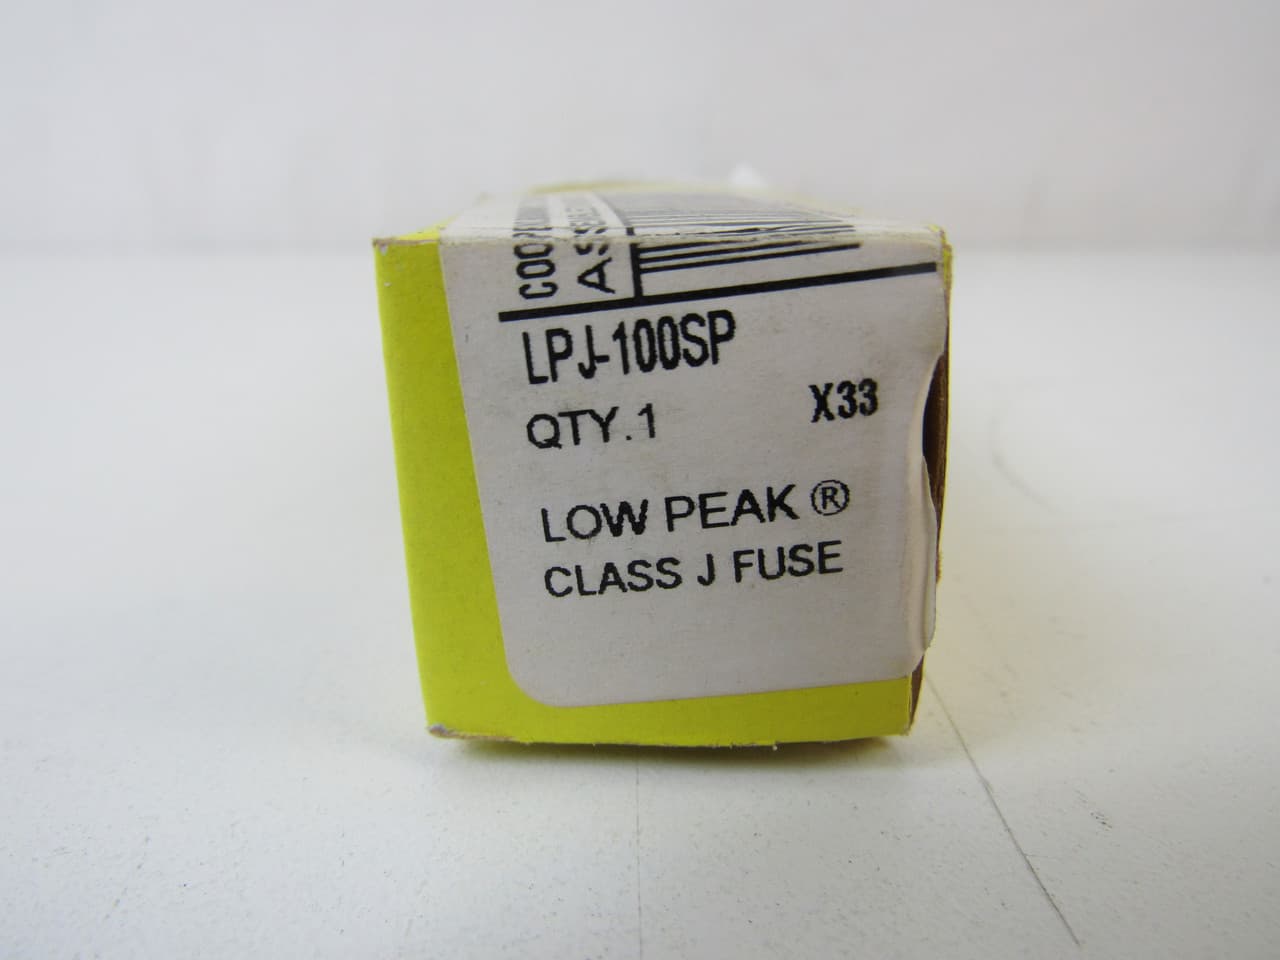 LPJ-100SP
QTY.1 X33
LOW PEAK ®
CLASS J FUSE